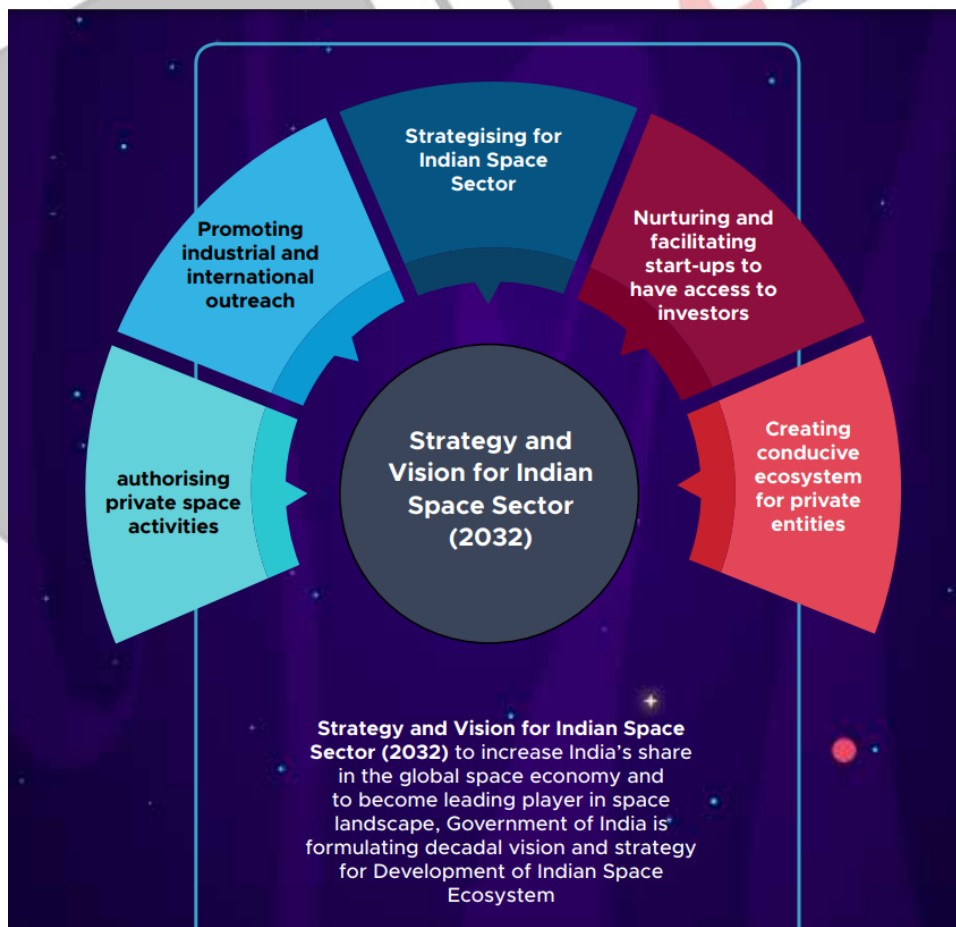 Strategising for
Indian Space
Sector
Promoting
industrial and
international
outreach
Nurturing and
facilitating
start-ups to
have access to
investors
authorising
private space
activities
Creating
conducive
ecosystem
for private
entities
Strategy and
Vision for Indian
Space Sector
(2032)
Strategy and Vision for Indian Space
Sector (2032) to increase India's share
in the global space economy and
to become leading player in space
landscape, Government of India is
formulating decadal vision and strategy
for Development of Indian Space
Ecosystem